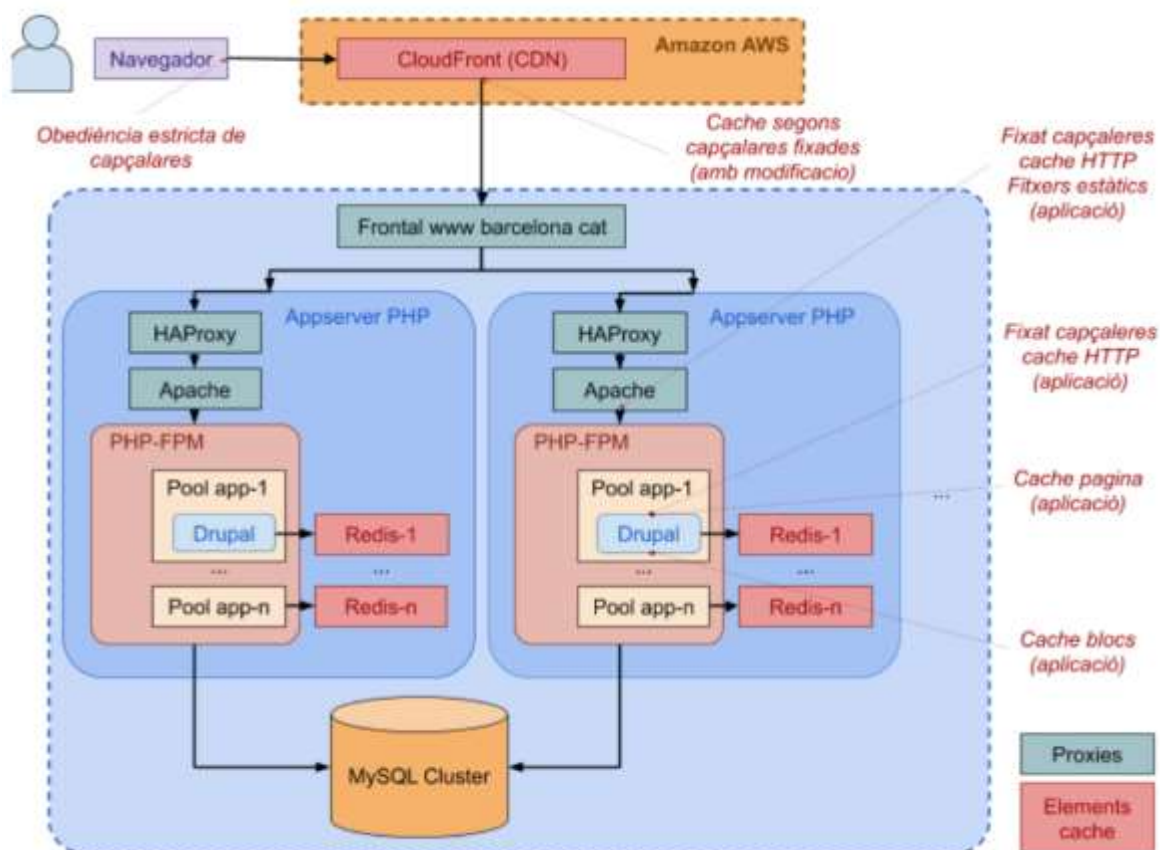 Amazon AWS
Navegador
CloudFront (CDN)
Obediència estricta de
capçalares
Cache segons
capçalares fixades
(amb modificacio)
Fixat capçaleres
cache HTTP
Fitxers estàtics
(aplicació)
Frontal www barcelona cat
Appserver PHP
HAProxy
Apache
PHP-FPM
Pool app-1
Drupal
Redis-1
...
...
Pool app-n
Redis-n
Appserver PHP
HAProxy
Apache
PHP-FPM
Pool app-1
Drupal
Redis-1
...
...
Pool app-n
Redis-n
...
Fixat capçaleres
cache HTTP
(aplicació)
Cache pagina
(aplicació)
Cache blocs
(aplicació)
MySQL Cluster
Proxies
Elements
cache